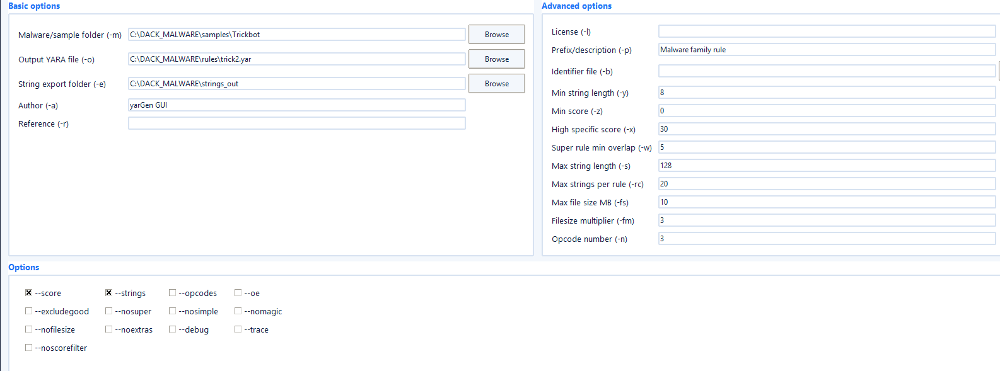 Basic options
Malware/sample folder (-m) C:\DACK_MALWARE\samples\Trickbot Browse
Output YARA file (-o) C:\DACK_MALWARE\rules\trick2.yar Browse
String export folder (-e) C:\DACK_MALWARE\strings_out Browse
Author (-a) yarGen GUI
Reference (-r)
Advanced options
License (-l)
Prefix/description (-p) Malware family rule
Identifier file (-b)
Min string length (-y) 8
Min score (-z) 0
High specific score (-x) 30
Super rule min overlap (-w) 5
Max string length (-s) 128
Max strings per rule (-rc) 20
Max file size MB (-fs) 10
Filesize multiplier (-fm) 3
Opcode number (-n) 3
Options
--score --strings --opcodes --oe
--excludegood --nosuper --nosimple --nomagic
--nofilesize --noextras --debug --trace
--noscorefilter